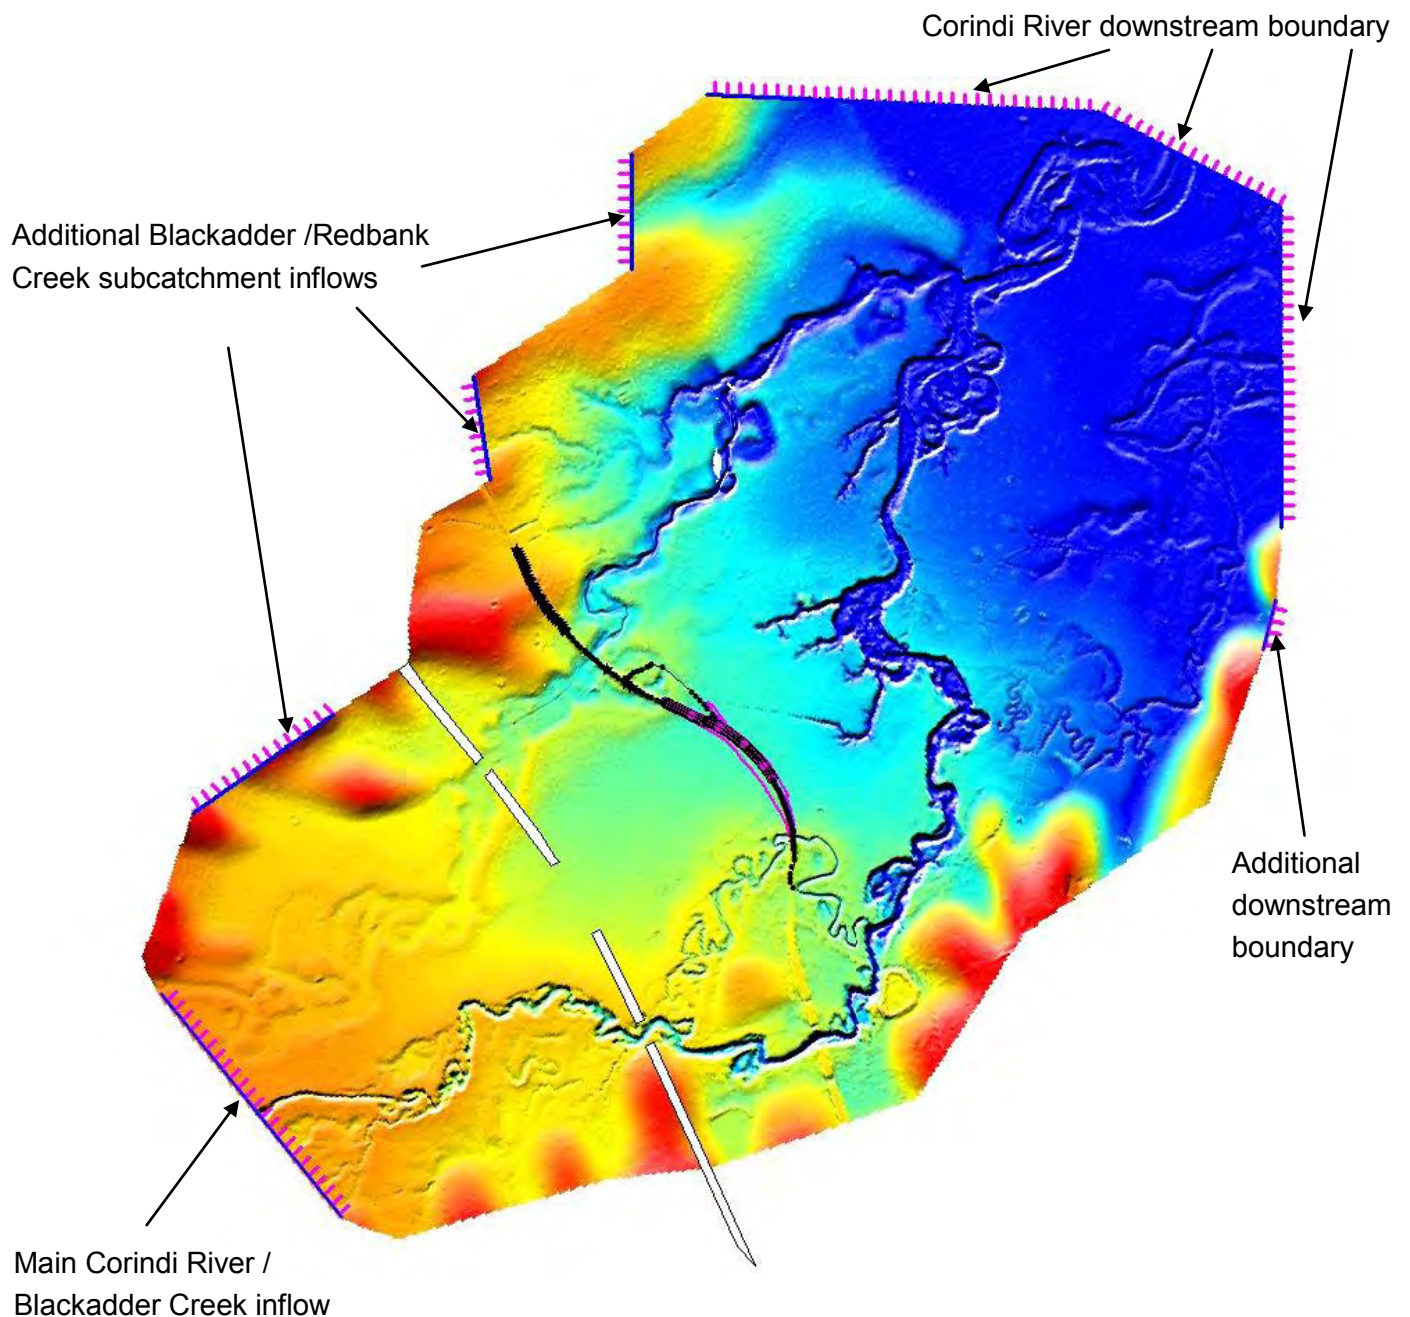 Corindi River downstream boundary
Additional Blackadder /Redbank
Creek subcatchment inflows
Additional
downstream
boundary
Main Corindi River /
Blackadder Creek inflow